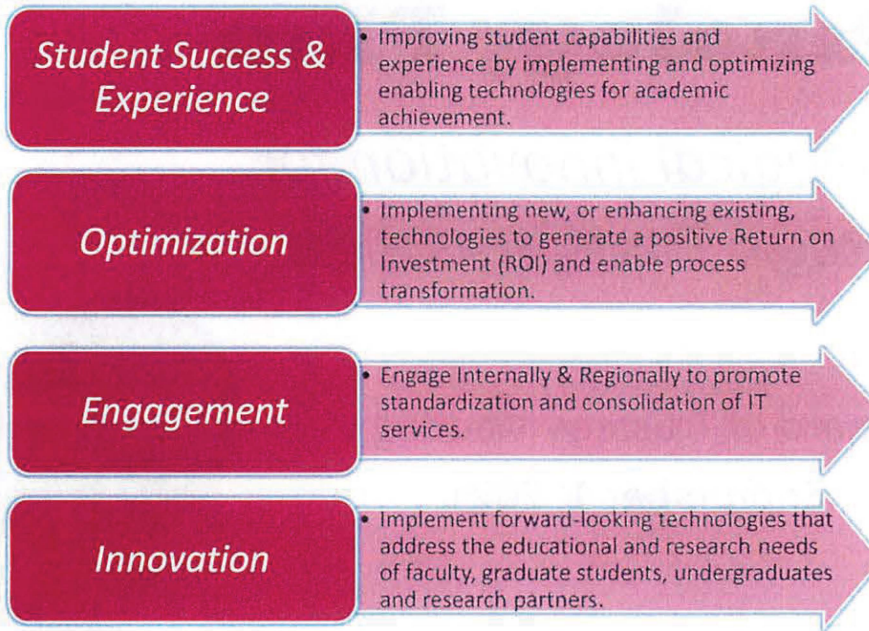 Student Success &
Experience
• Improving student capabilities and
experience by implementing and optimizing
enabling technologies for academic
achievement.
Optimization
• Implementing new, or enhancing existing,
technologies to generate a positive Return on
Investment (ROI) and enable process
transformation.
Engagement
• Engage Internally & Regionally to promote
standardization and consolidation of IT
services.
Innovation
• Implement forward-looking technologies that
address the educational and research needs
of faculty, graduate students, undergraduates
and research partners.